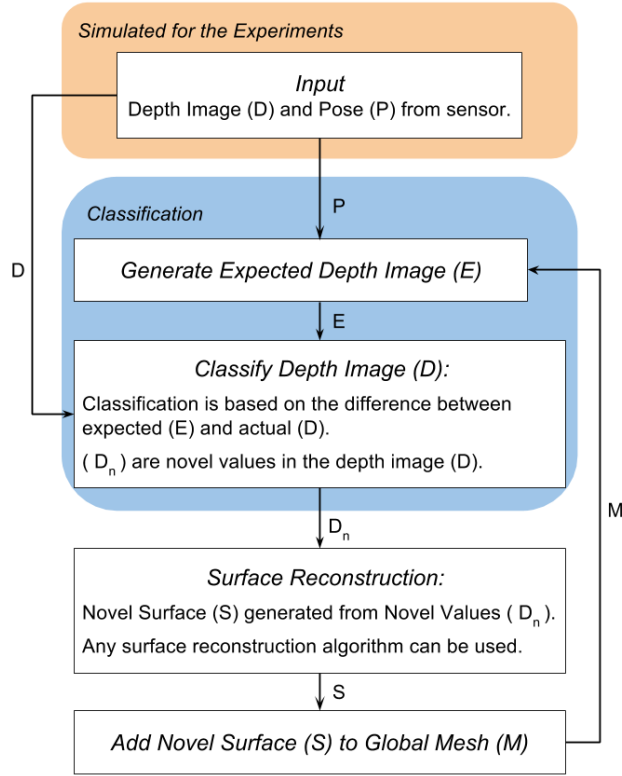 Simulated for the Experiments
Input
Depth Image (D) and Pose (P) from sensor.
P
Classification
D
Generate Expected Depth Image (E)
E
Classify Depth Image (D):
Classification is based on the difference between
expected (E) and actual (D).
( Dn ) are novel values in the depth image (D).
M
Dn
Surface Reconstruction:
Novel Surface (S) generated from Novel Values ( Dn ).
Any surface reconstruction algorithm can be used.
S
Add Novel Surface (S) to Global Mesh (M)